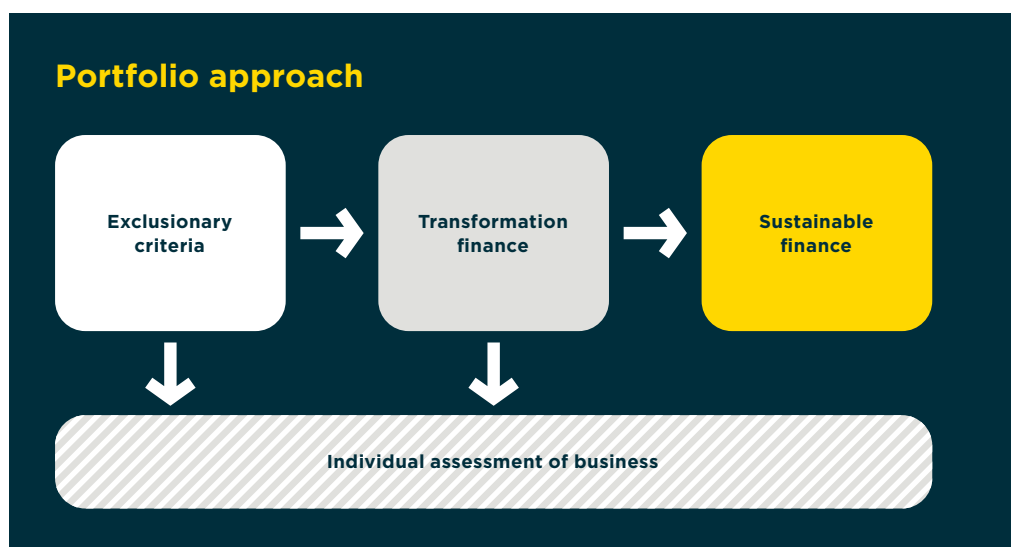 Portfolio approach
Exclusionary
criteria
Transformation
finance
Sustainable
finance
Individual assessment of business